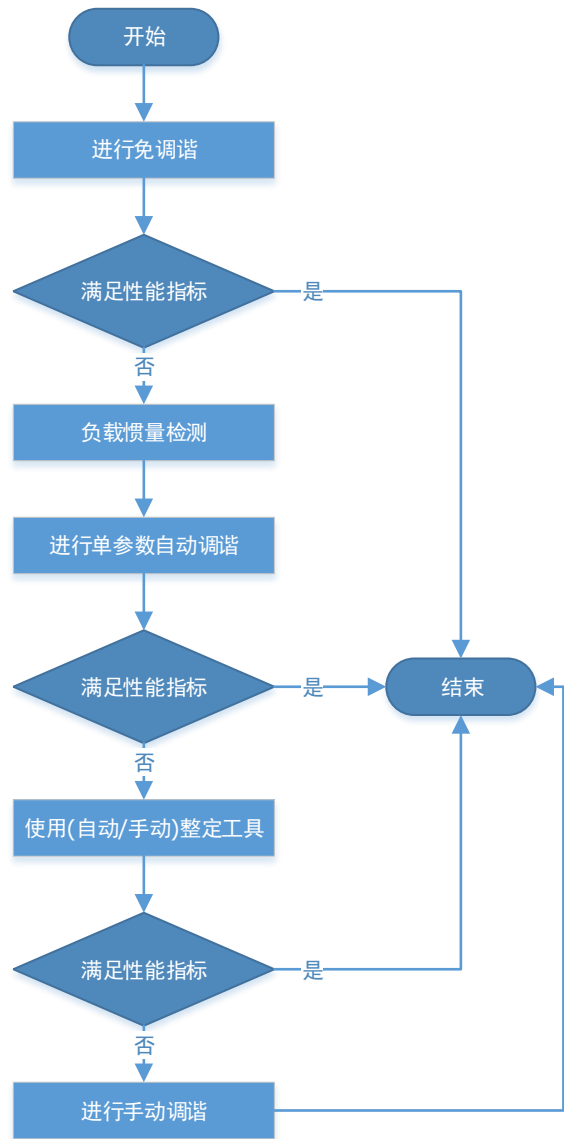 开始
进行免调谐
满足性能指标
是
否
负载惯量检测
进行单参数自动调谐
满足性能指标
是
结束
否
使用(自动/手动)整定工具
满足性能指标
是
否
进行手动调谐